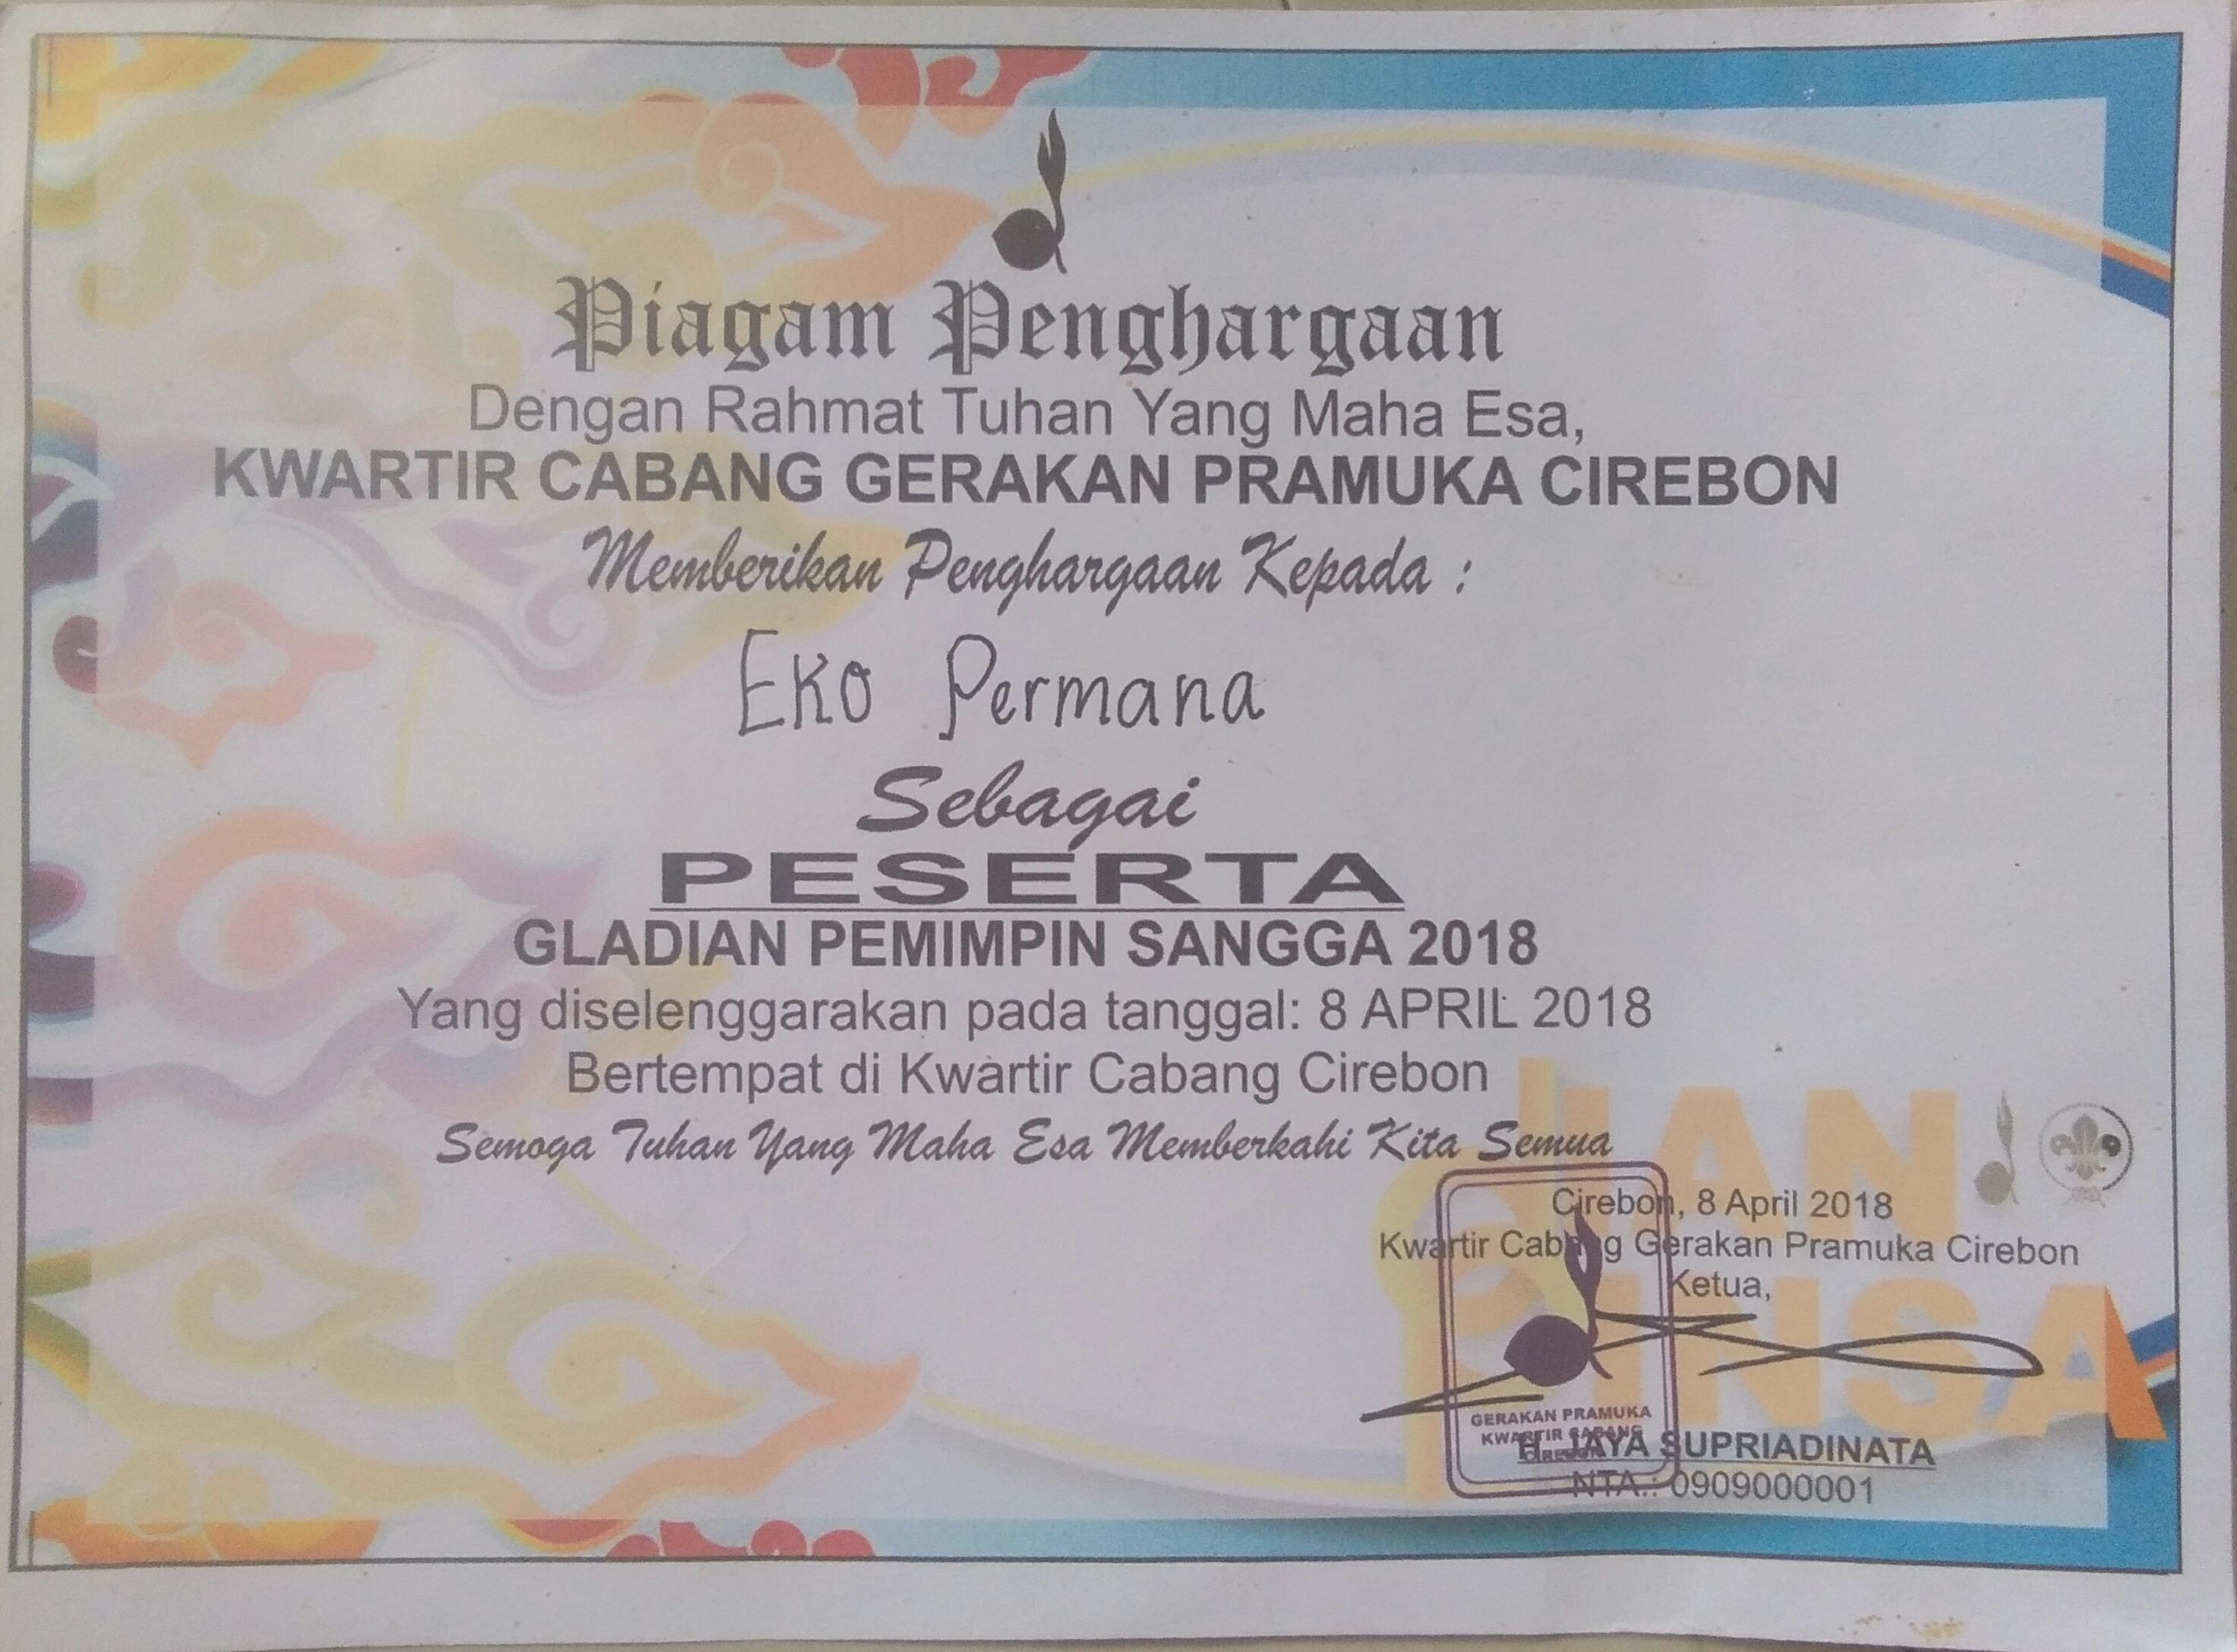 Piagam Penghargaan
Dengan Rahmat Tuhan Yang Maha Esa,
KWARTIR CABANG GERAKAN PRAMUKA CIREBON
Memberikan Penghargaan Kepada :
Eko Permana
Sebagai
PESERTA
GLADIAN PEMIMPIN SANGGA 2018
Yang diselenggarakan pada tanggal: 8 APRIL 2018
Bertempat di Kwartir Cabang Cirebon
Semoga Tuhan Yang Maha Esa Memberkahi Kita Semua
IAN
PINSA
Cirebon, 8 April 2018
Kwartir Cabang Gerakan Pramuka Cirebon
Ketua,
GERAKAN PRAMUKA
KWARTIR CABANG
CIREBON
H. JAYA SUPRIADINATA
NTA.: 0909000001